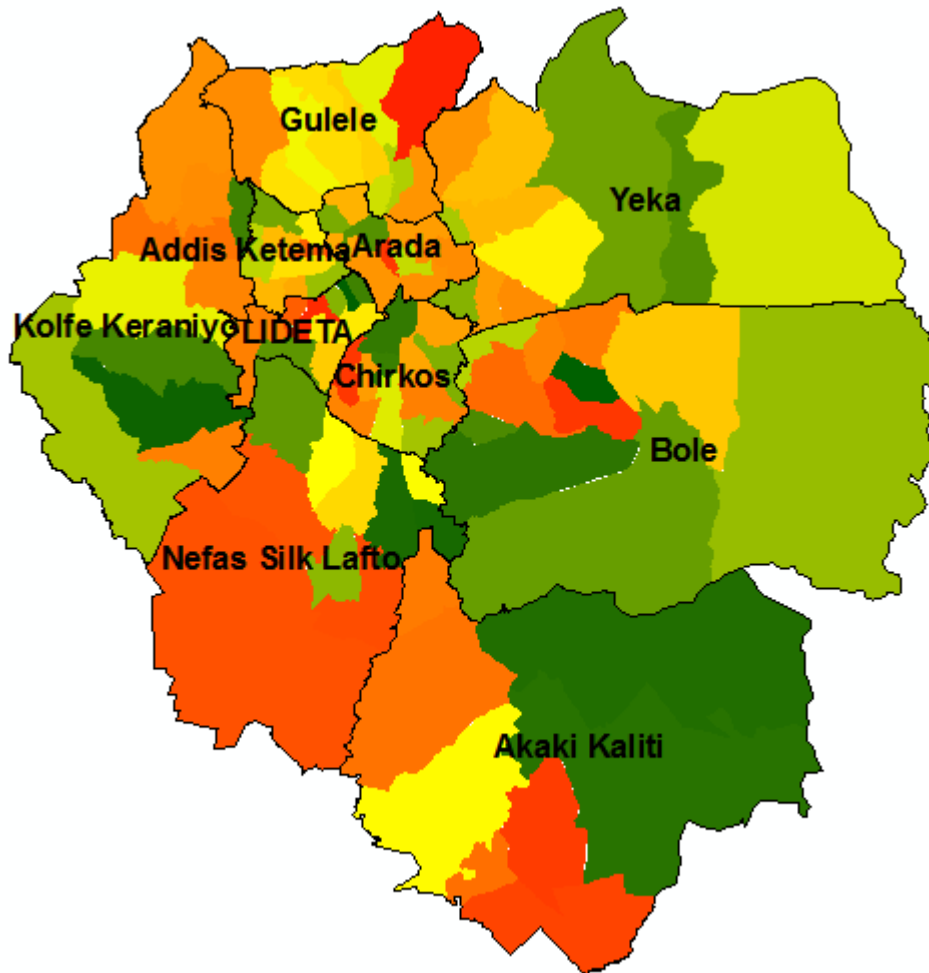 Gulele
Yeka
Addis Ketema
Arada
Kolfe Keraniyo
LIDETA
Chirkos
Bole
Nefas Silk Lafto
Akaki Kaliti